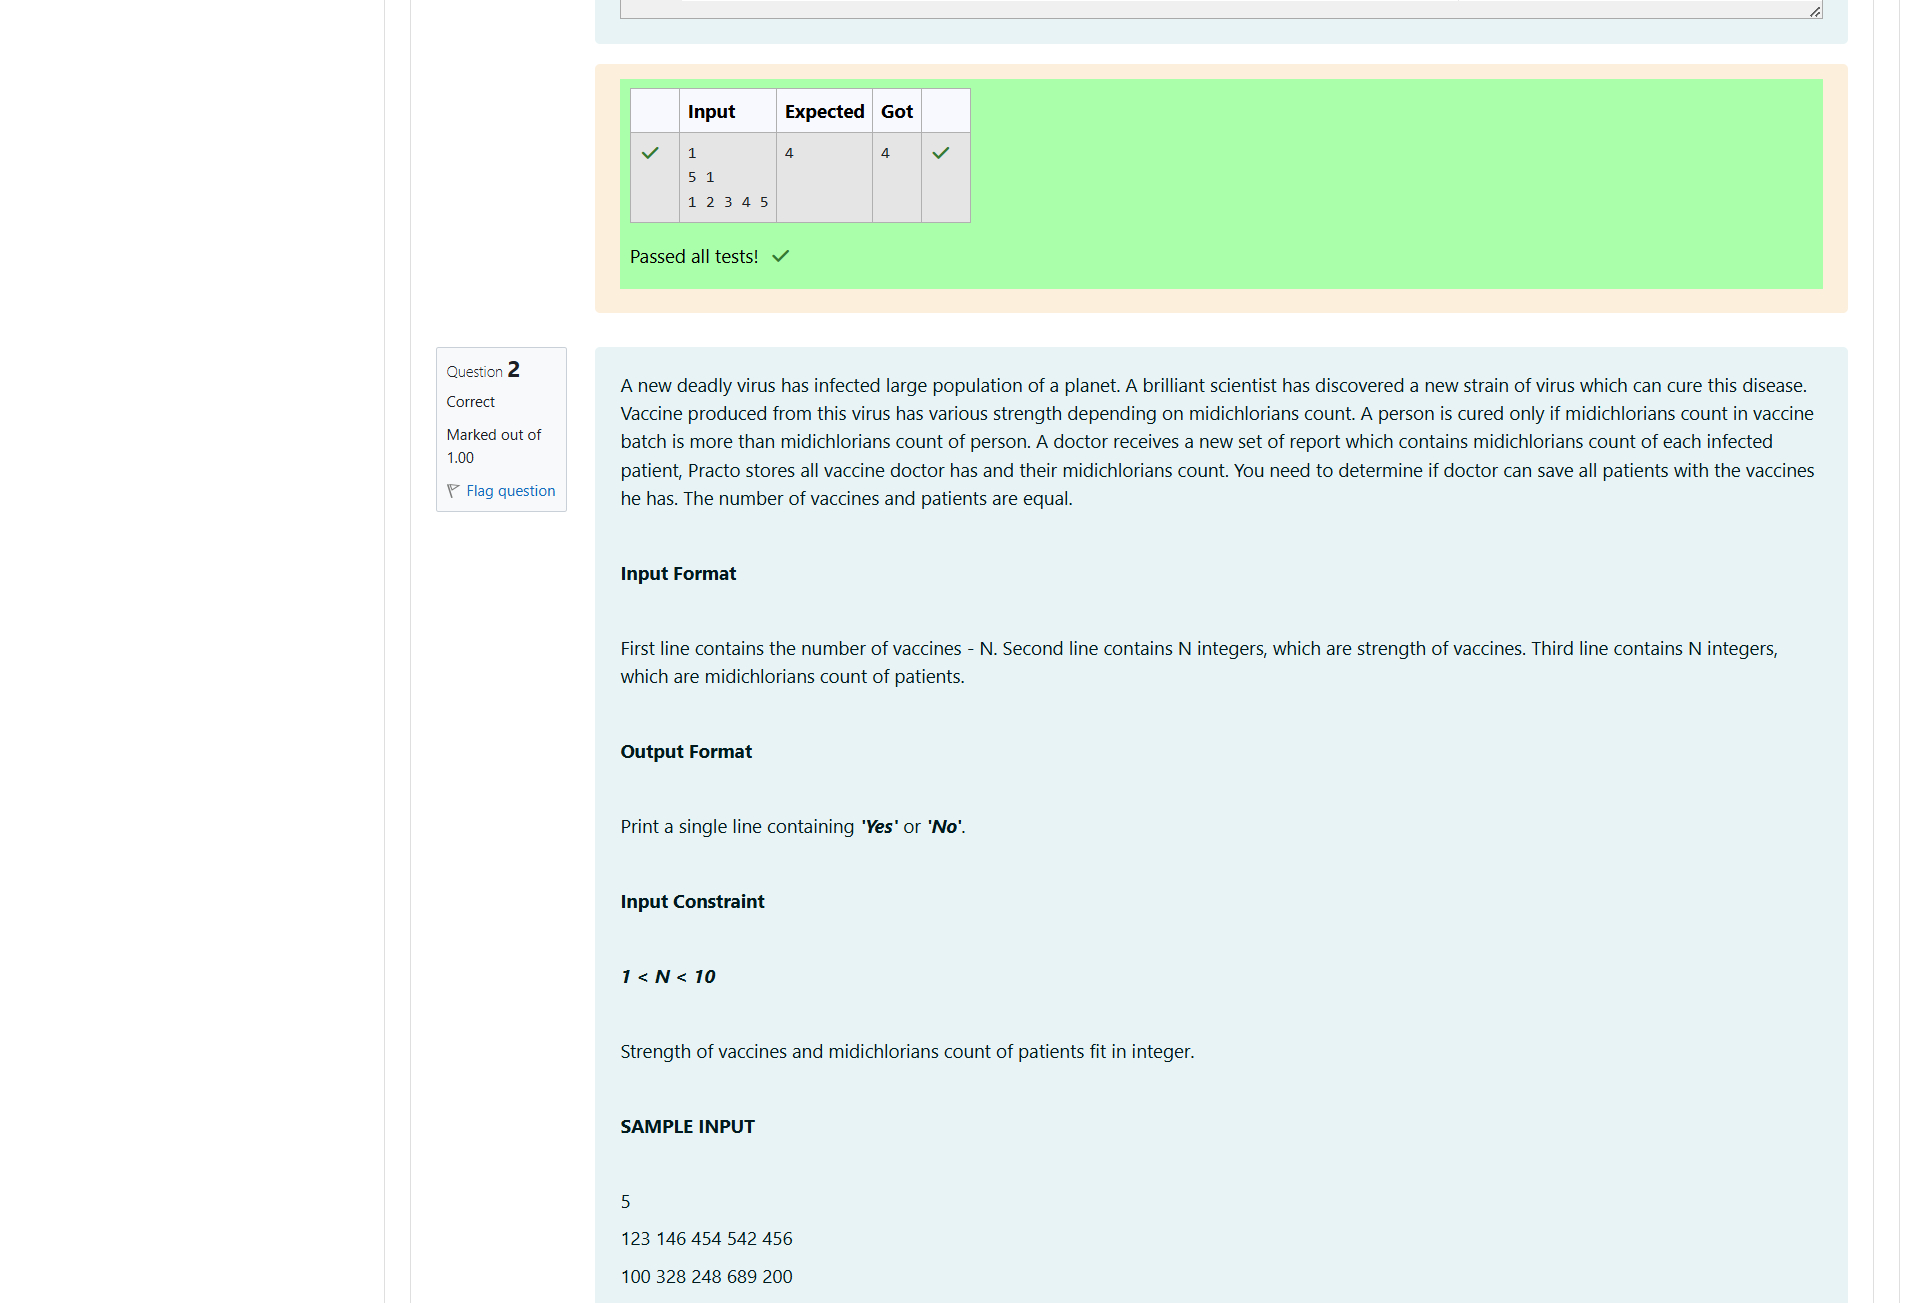 Input Expected Got
1 4 4
5 1
1 2 3 4 5
Passed all tests!
Question 2
Correct
Marked out of
1.00
Flag question
A new deadly virus has infected large population of a planet. A brilliant scientist has discovered a new strain of virus which can cure this disease.
Vaccine produced from this virus has various strength depending on midichlorians count. A person is cured only if midichlorians count in vaccine
batch is more than midichlorians count of person. A doctor receives a new set of report which contains midichlorians count of each infected
patient, Practo stores all vaccine doctor has and their midichlorians count. You need to determine if doctor can save all patients with the vaccines
he has. The number of vaccines and patients are equal.
Input Format
First line contains the number of vaccines - N. Second line contains N integers, which are strength of vaccines. Third line contains N integers,
which are midichlorians count of patients.
Output Format
Print a single line containing 'Yes' or 'No'.
Input Constraint
1 < N < 10
Strength of vaccines and midichlorians count of patients fit in integer.
SAMPLE INPUT
5
123 146 454 542 456
100 328 248 689 200